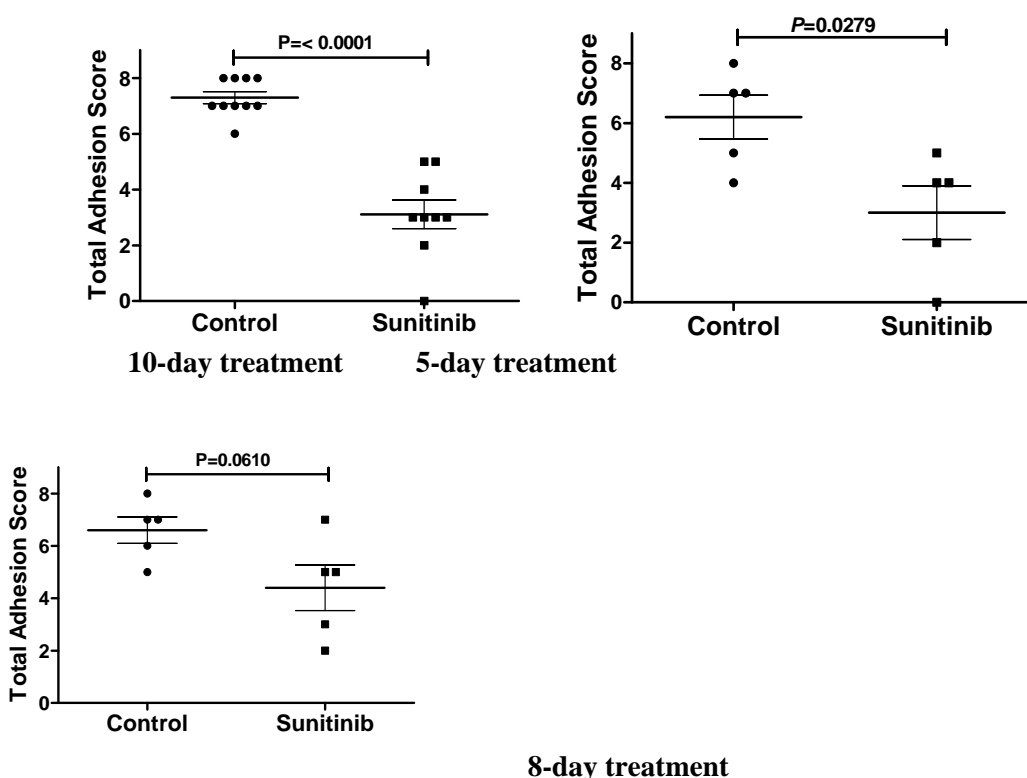 P=< 0.0001
Total Adhesion Score
8
6
4
2
0
Control Sunitinib
P=0.0279
Total Adhesion Score
8
6
4
2
0
Control Sunitinib
10-day treatment 5-day treatment
P=0.0610
Total Adhesion Score
8
6
4
2
0
Control Sunitinib
8-day treatment